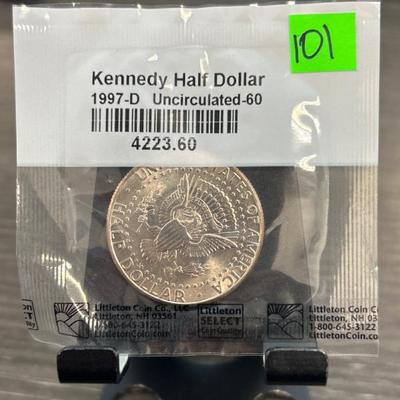 101
Kennedy Half Dollar
1997-D Uncirculated-60
4223.60
UNITED STATES OF AMERICA
HALF DOLLAR
Littleton Coin Co., LLC
Littleton, NH 03561
1-800-645-3122
Littleton
SELECT
Littleton Coin Co.
Littleton, NH
1-800-645-3122
LittletonCoin.com